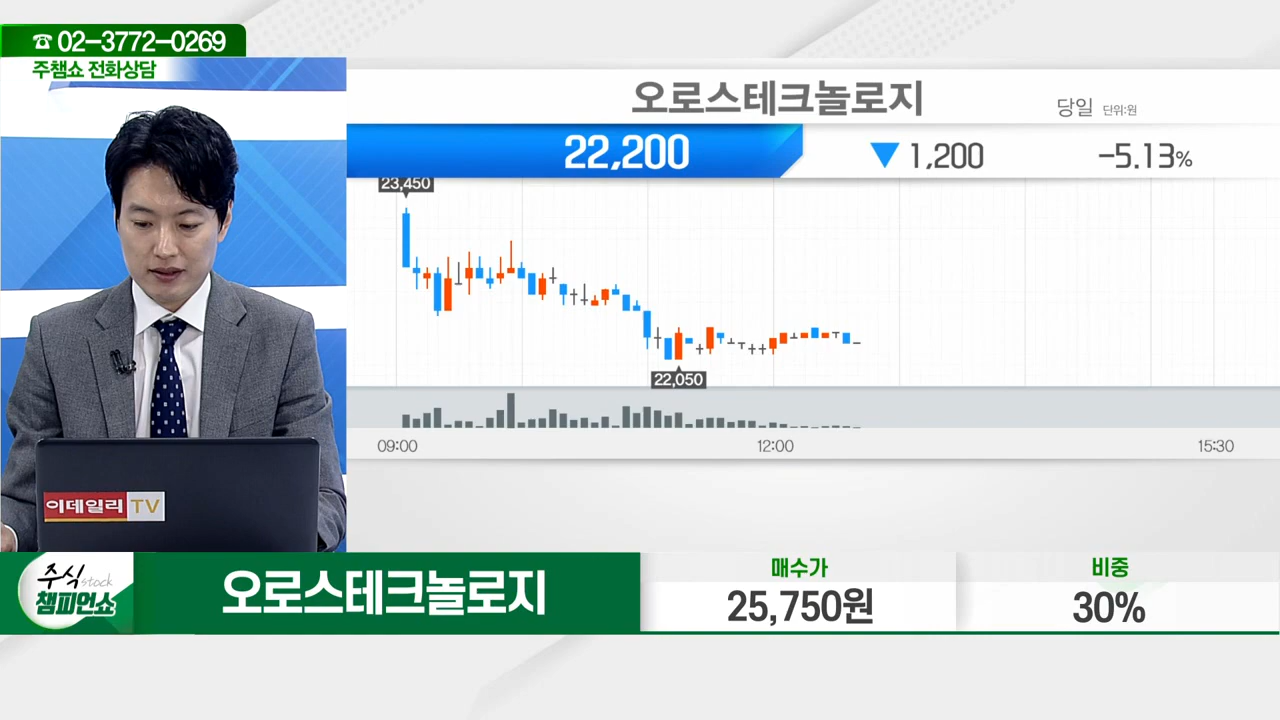 ☎ 02-3772-0269
주챔쇼 전화상담
오로스테크놀로지
당일 단위:원
22,200 ▼ 1,200 -5.13%
23,450
22,050
09:00 12:00 15:30
이데일리 TV
주식 stock
챔피언쇼
오로스테크놀로지
매수가
25,750원
비중
30%